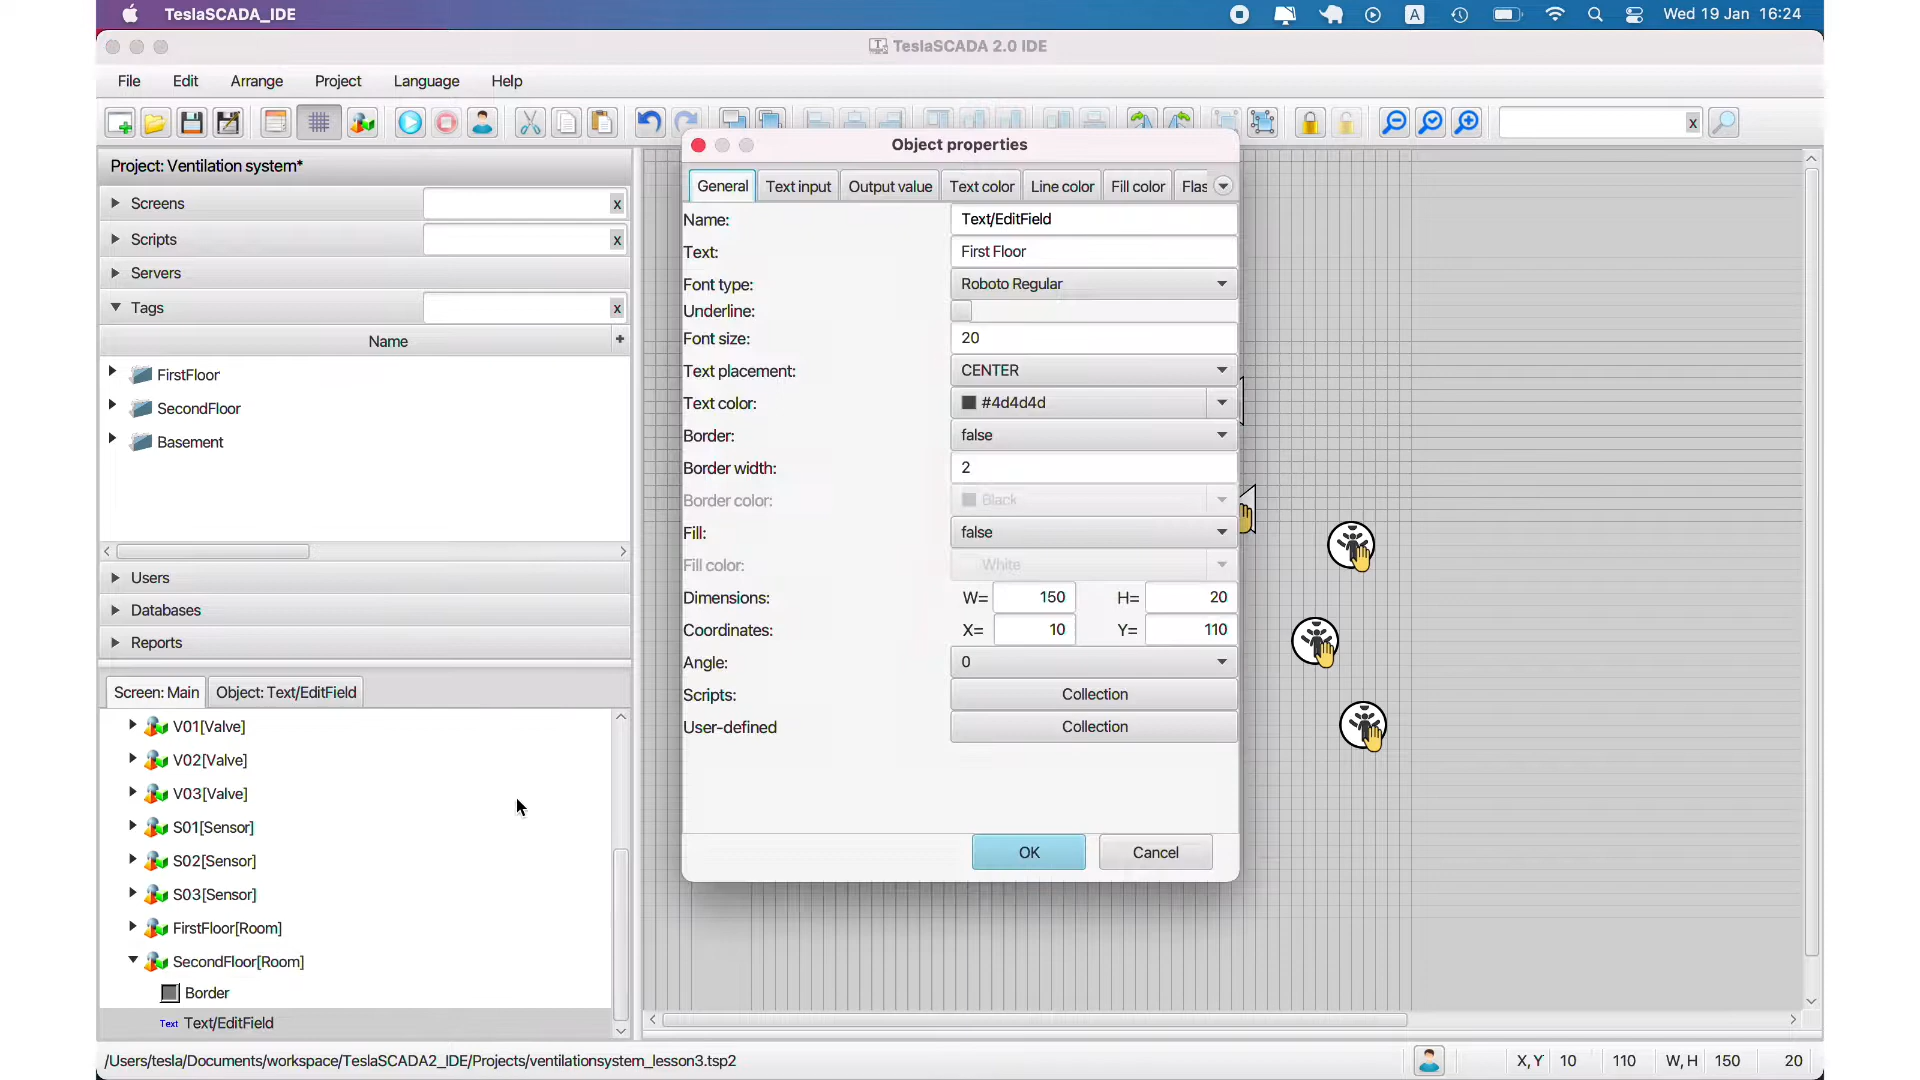 TeslaSCADA_IDE
A
Wed 19 Jan 16:24
TeslaSCADA 2.0 IDE
File Edit Arrange Project Language Help
x
Project: Ventilation system*
Screens x
Scripts x
Servers
Tags x
Name +
FirstFloor
SecondFloor
Basement
Users
Databases
Reports
Screen: Main Object: Text/EditField
V01[Valve]
V02[Valve]
V03[Valve]
S01[Sensor]
S02[Sensor]
S03[Sensor]
FirstFloor[Room]
SecondFloor[Room]
Border
Text Text/EditField
Object properties
General Text input Output value Text color Line color Fill color Flas
Name: Text/EditField
Text: First Floor
Font type: Roboto Regular
Underline:
Font size: 20
Text placement: CENTER
Text color: #4d4d4d
Border: false
Border width: 2
Border color: Black
Fill: false
Fill color: White
Dimensions: W= 150 H= 20
Coordinates: X= 10 Y= 110
Angle: 0
Scripts: Collection
User-defined Collection
OK Cancel
/Users/tesla/Documents/workspace/TeslaSCADA2_IDE/Projects/ventilationsystem_lesson3.tsp2
X,Y 10 110 W,H 150 20